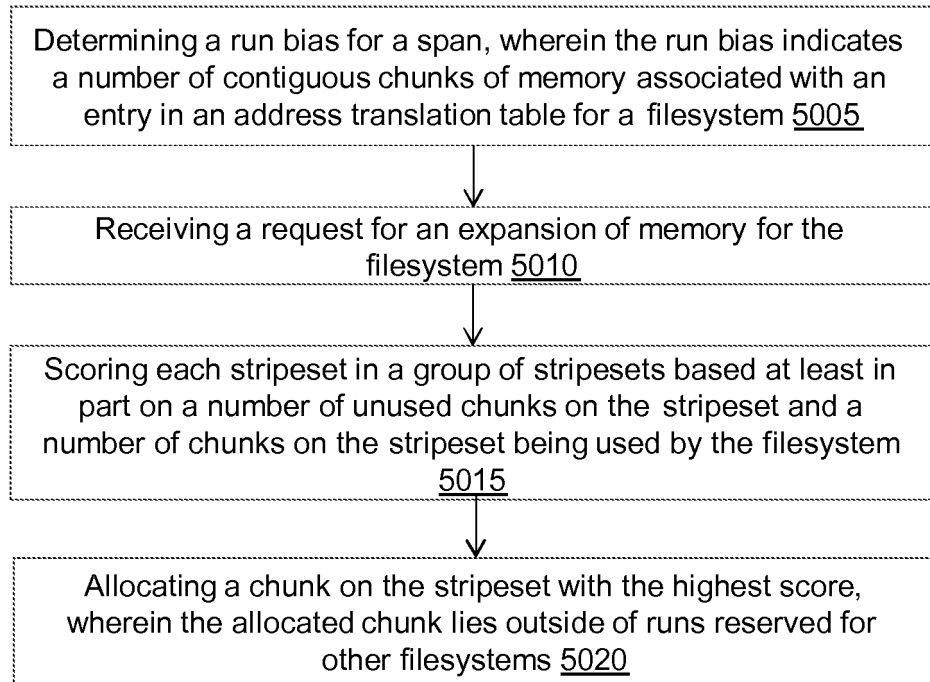 Determining a run bias for a span, wherein the run bias indicates
a number of contiguous chunks of memory associated with an
entry in an address translation table for a filesystem 5005
Receiving a request for an expansion of memory for the
filesystem 5010
Scoring each stripeset in a group of stripesets based at least in
part on a number of unused chunks on the stripeset and a
number of chunks on the stripeset being used by the filesystem
5015
Allocating a chunk on the stripeset with the highest score,
wherein the allocated chunk lies outside of runs reserved for
other filesystems 5020